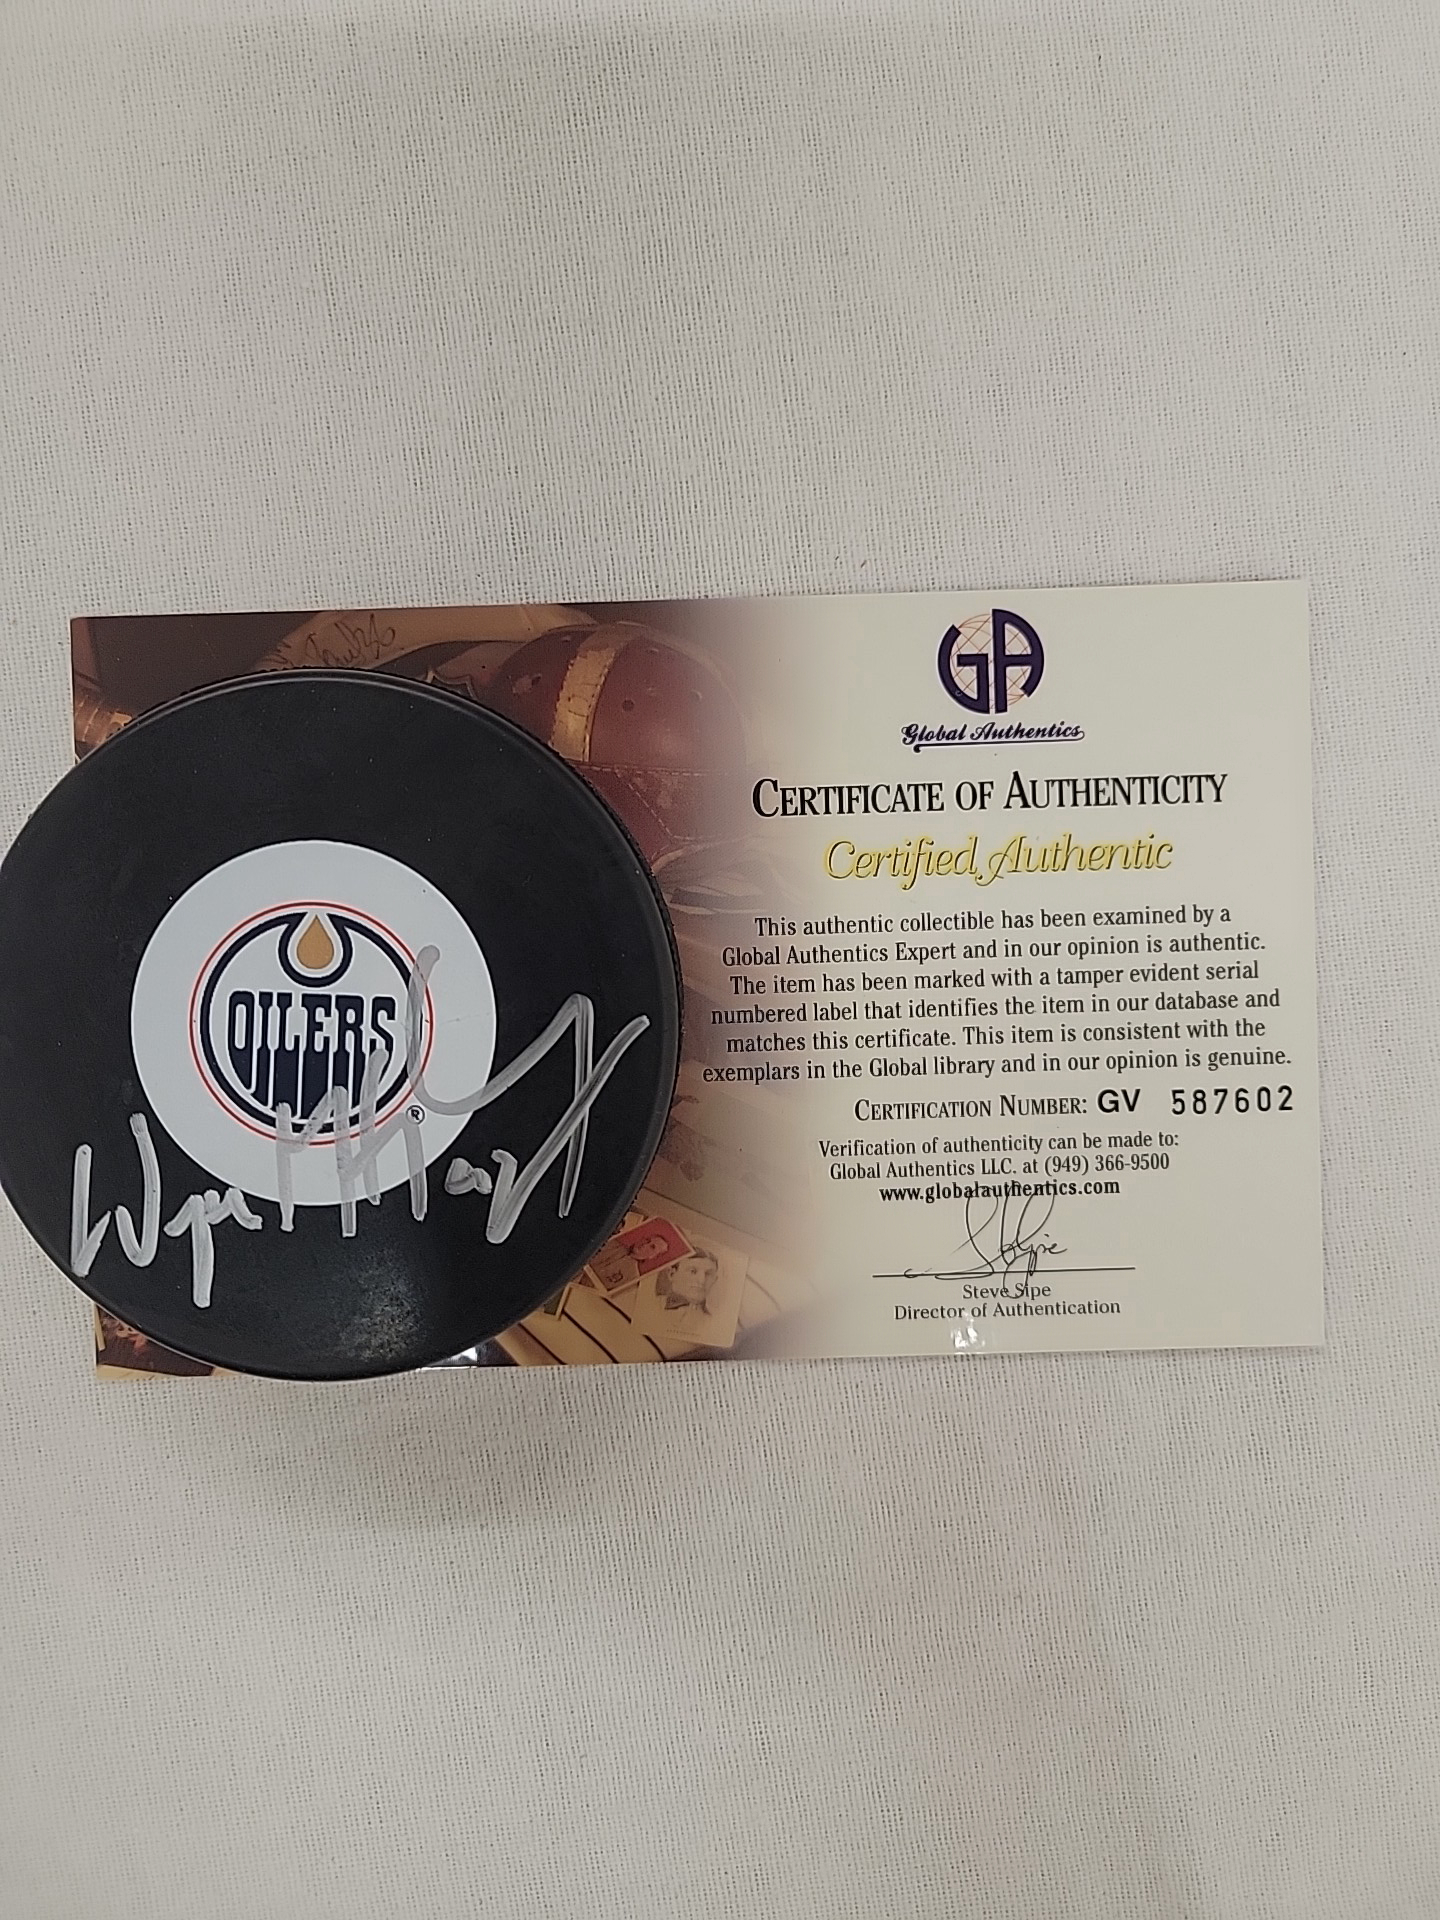 OILERS
®
GA
Global Authentics
CERTIFICATE OF AUTHENTICITY
Certified Authentic
This authentic collectible has been examined by a
Global Authentics Expert and in our opinion is authentic.
The item has been marked with a tamper evident serial
numbered label that identifies the item in our database and
matches this certificate. This item is consistent with the
exemplars in the Global library and in our opinion is genuine.
CERTIFICATION NUMBER: GV 587602
Verification of authenticity can be made to:
Global Authentics LLC. at (949) 366-9500
www.globalauthentics.com
Steve Sipe
Director of Authentication